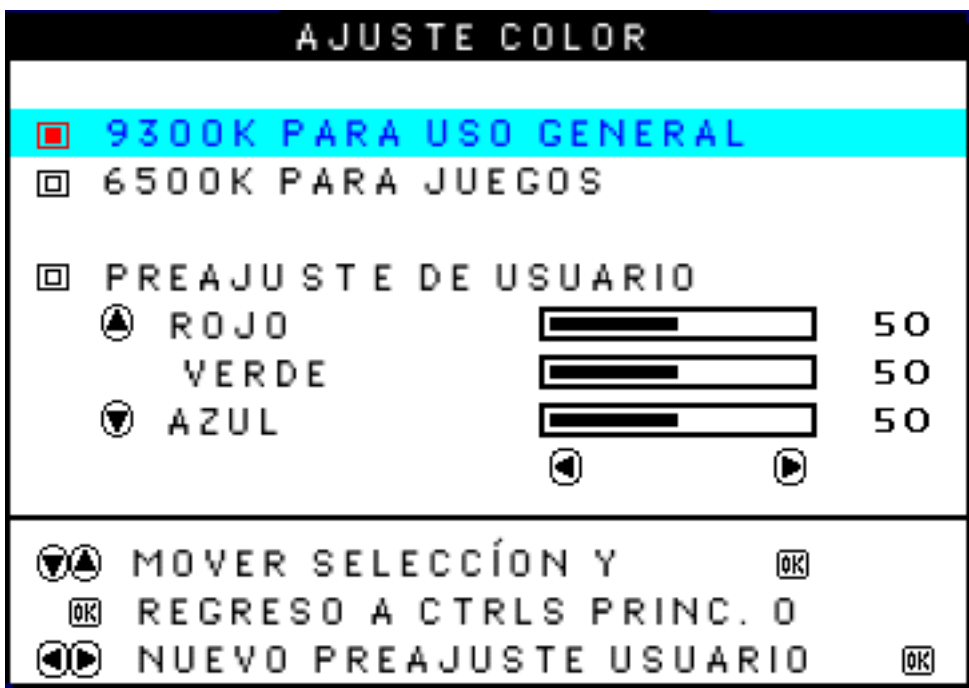 AJUSTE COLOR
9300K PARA USO GENERAL
6500K PARA JUEGOS
PREAJUSTE DE USUARIO
ROJO 50
VERDE 50
AZUL 50
MOVER SELECCÍON Y OK
OK REGRESO A CTRLS PRINC. O
NUEVO PREAJUSTE USUARIO OK